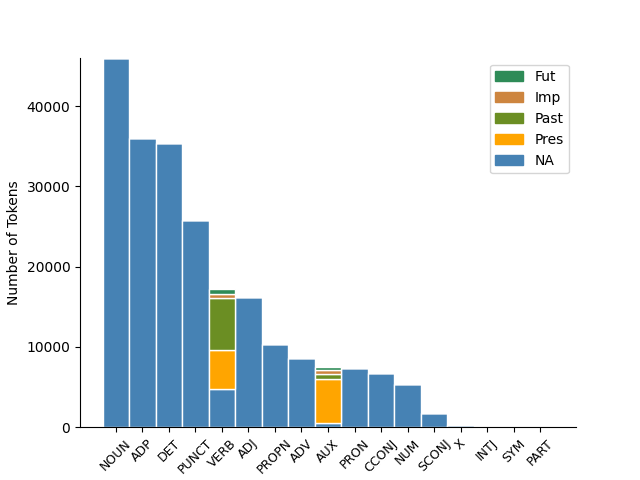 Fut
Imp
Past
Pres
NA
40000
30000
20000
10000
0
Number of Tokens
NOUN
ADP
DET
PUNCT
VERB
ADJ
PROPN
ADV
AUX
PRON
CCONJ
NUM
SCONJ
X
INTJ
SYM
PART